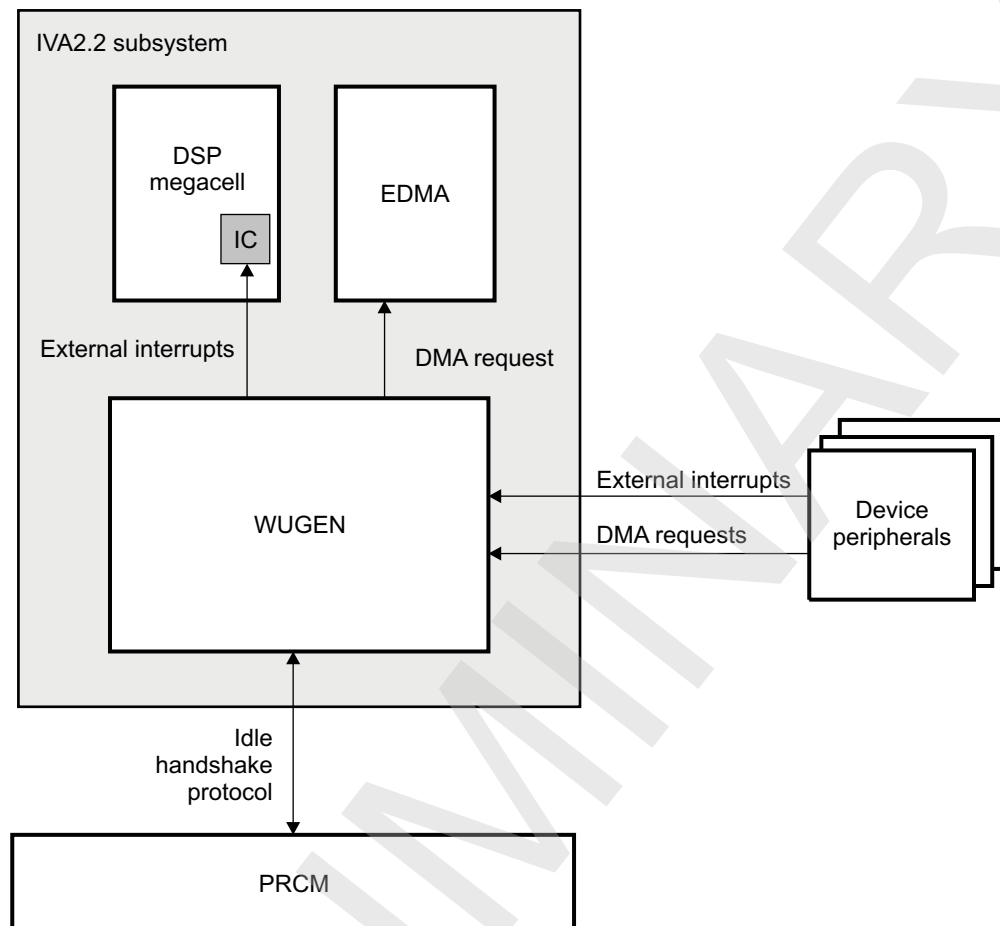 IVA2.2 subsystem
DSP
megacell
IC
EDMA
External interrupts
DMA request
WUGEN
External interrupts
DMA requests
Device
peripherals
Idle
handshake
protocol
PRCM